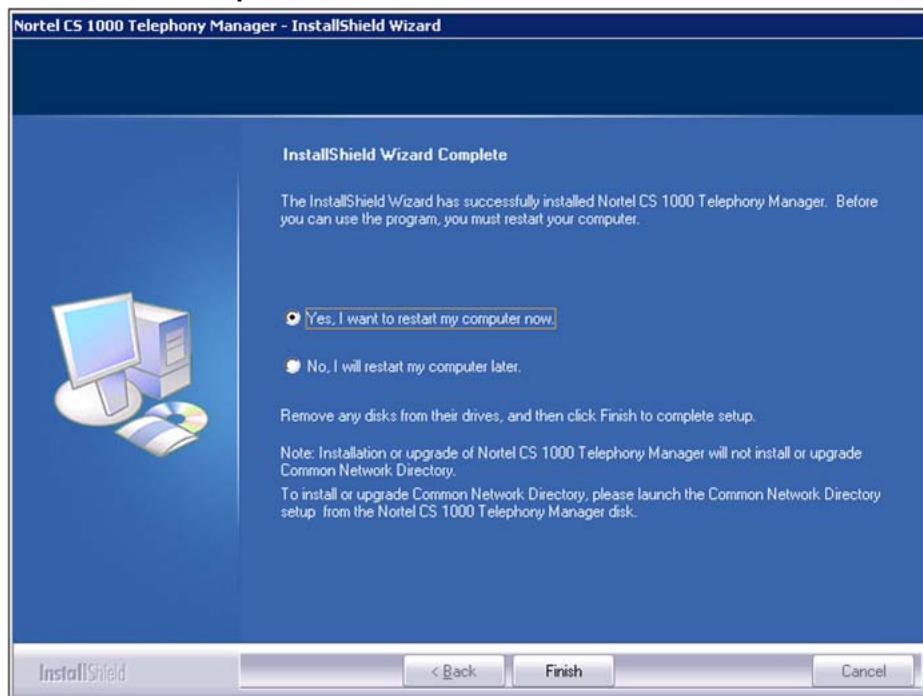 Nortel CS 1000 Telephony Manager - InstallShield Wizard
InstallShield Wizard Complete
The InstallShield Wizard has successfully installed Nortel CS 1000 Telephony Manager. Before
you can use the program, you must restart your computer.
Yes, I want to restart my computer now.
No, I will restart my computer later.
Remove any disks from their drives, and then click Finish to complete setup.
Note: Installation or upgrade of Nortel CS 1000 Telephony Manager will not install or upgrade
Common Network Directory.
To install or upgrade Common Network Directory, please launch the Common Network Directory
setup from the Nortel CS 1000 Telephony Manager disk.
InstallShield
< Back
Finish
Cancel